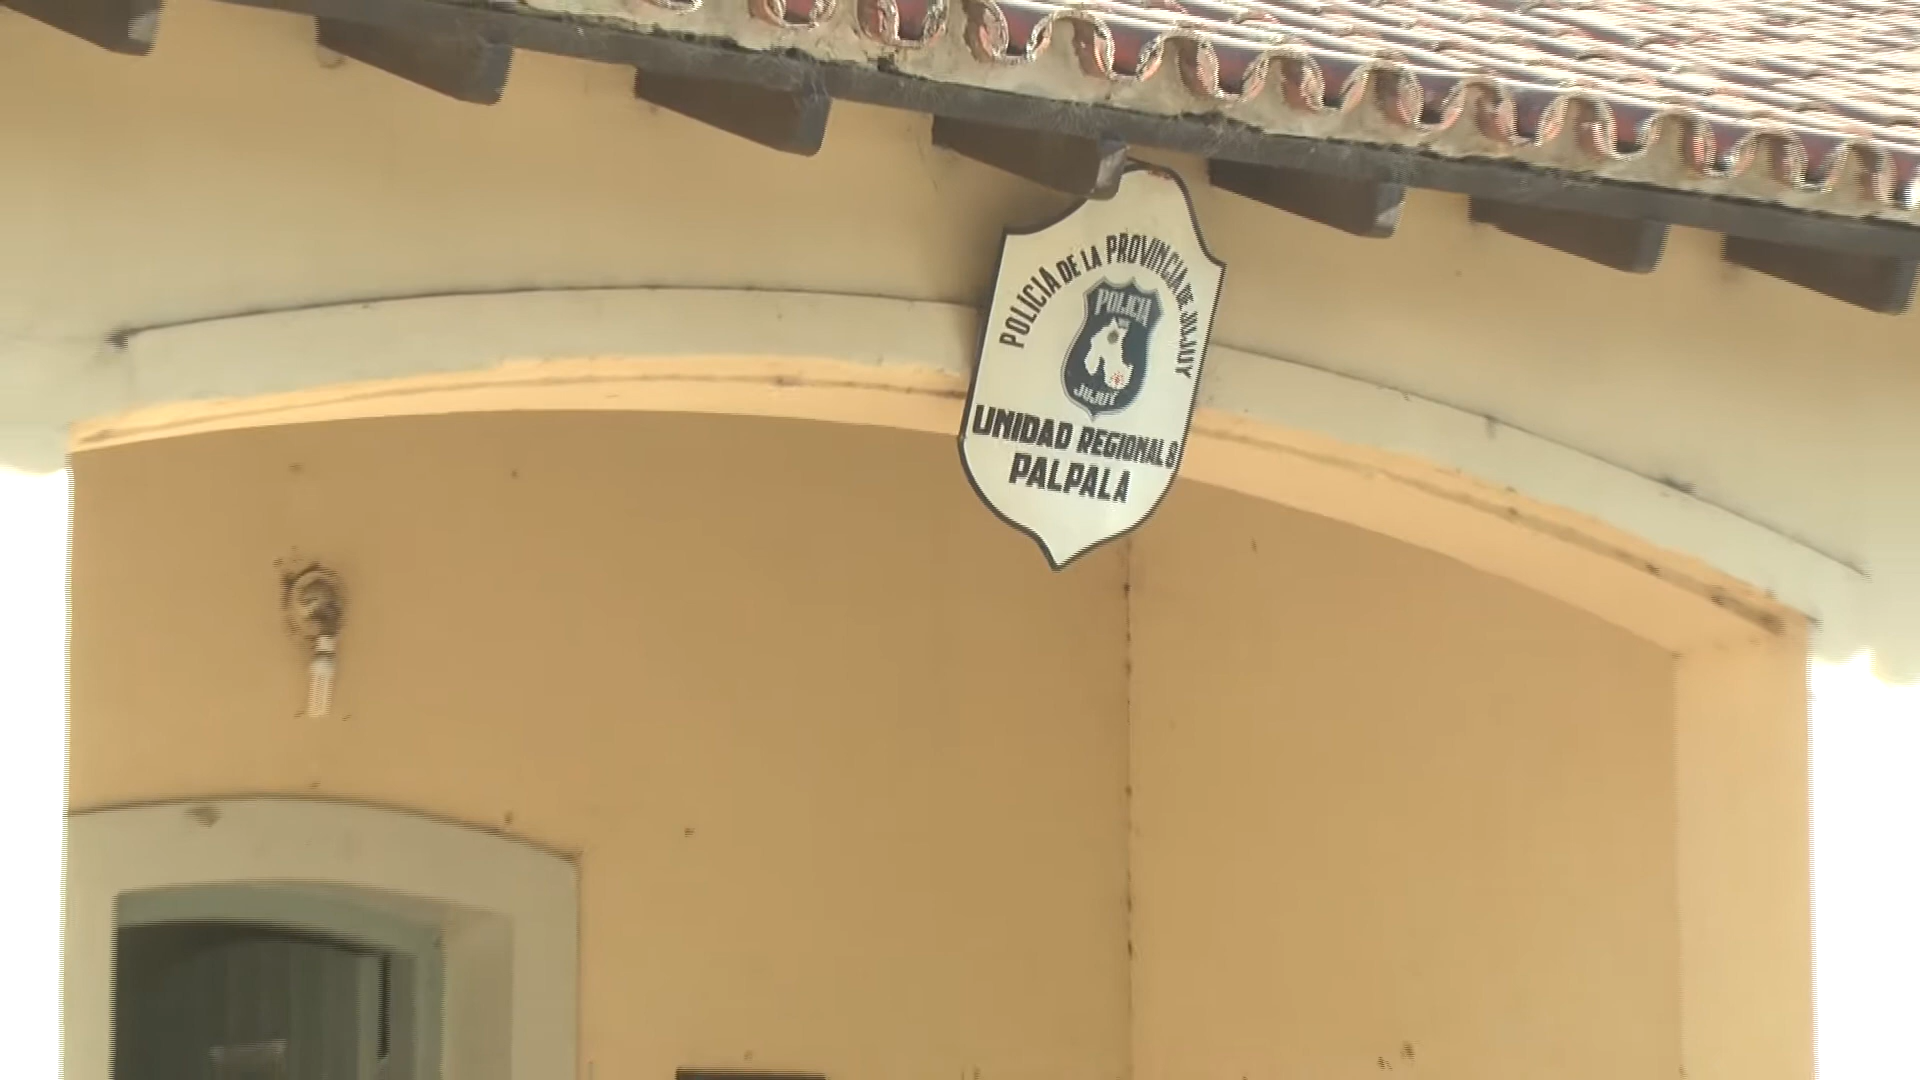 POLICIA DE LA PROVINCIA DE JUJUY
POLICIA
JUJUY
UNIDAD REGIONAL 8
PALPALA